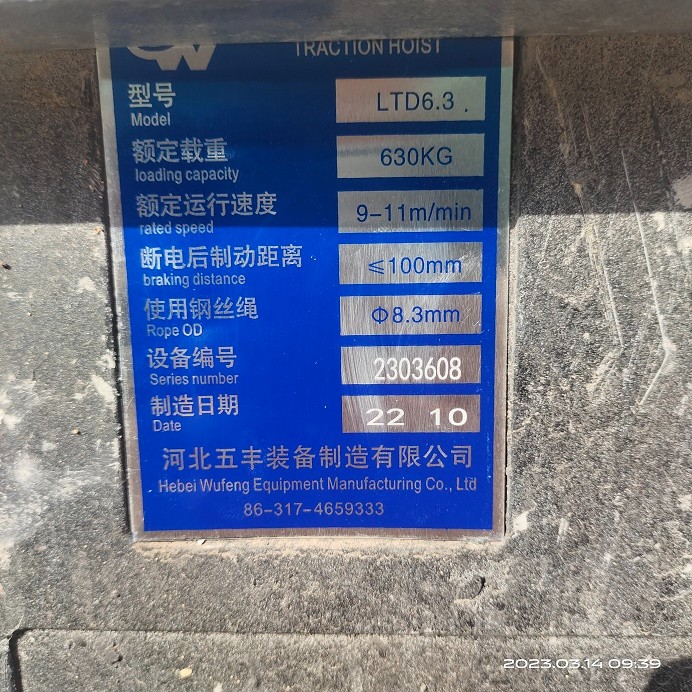 TRACTION HOIST
型号 LTD6.3
Model
额定载重 630KG
loading capacity
额定运行速度 9-11m/min
rated speed
断电后制动距离 ≤100mm
braking distance
使用钢丝绳 Φ8.3mm
Rope OD
设备编号 2303608
Series number
制造日期 22 10
Date
河北五丰装备制造有限公司
Hebei Wufeng Equipment Manufacturing Co., Ltd
86-317-4659333
2023.03.14 09:39